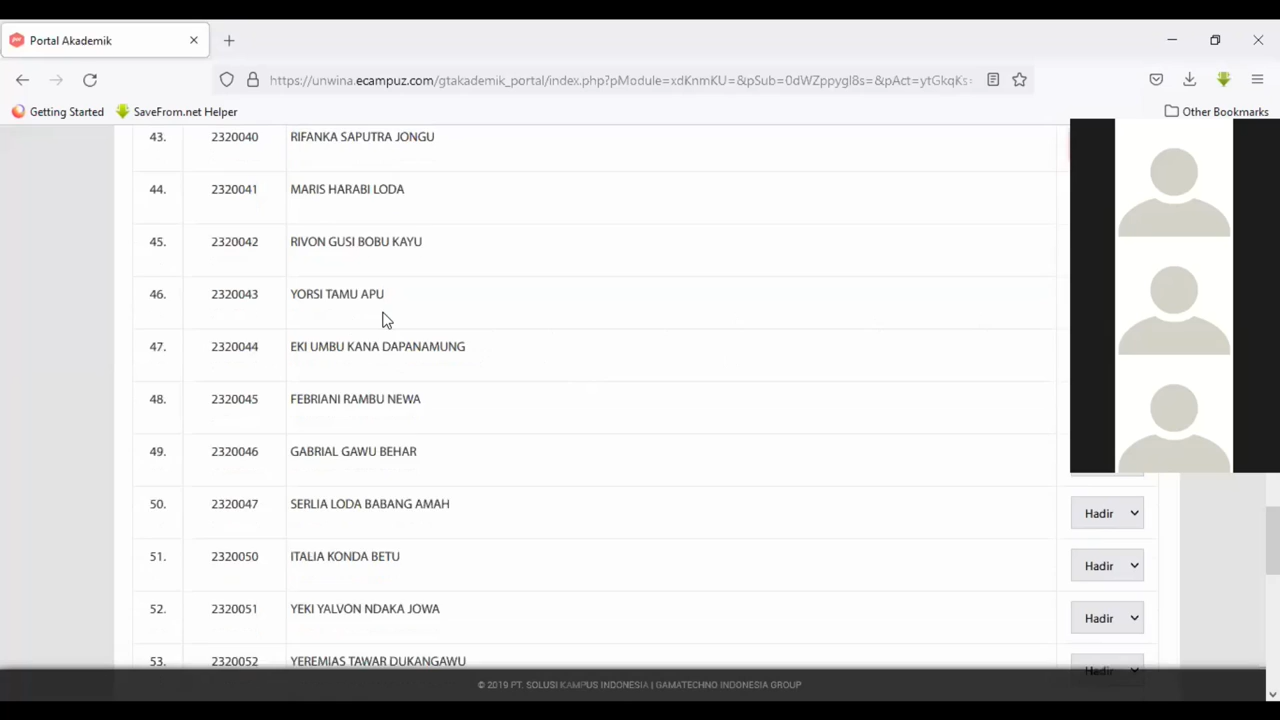 Portal Akademik
https://unwina.ecampuz.com/gtakademik_portal/index.php?pModule=xdKnmKU=&pSub=0dWZppygl8s=&pAct=ytGkqKs=
Getting Started SaveFrom.net Helper Other Bookmarks
43. 2320040 RIFANKA SAPUTRA JONGU
44. 2320041 MARIS HARABI LODA
45. 2320042 RIVON GUSI BOBU KAYU
46. 2320043 YORSI TAMU APU
47. 2320044 EKI UMBU KANA DAPANAMUNG
48. 2320045 FEBRIANI RAMBU NEWA
49. 2320046 GABRIAL GAWU BEHAR
50. 2320047 SERLIA LODA BABANG AMAH Hadir
51. 2320050 ITALIA KONDA BETU Hadir
52. 2320051 YEKI YALVON NDAKA JOWA Hadir
53. 2320052 YEREMIAS TAWAR DUKANGAWU Hadir
© 2019 PT. SOLUSI KAMPUS INDONESIA | GAMATECHNO INDONESIA GROUP